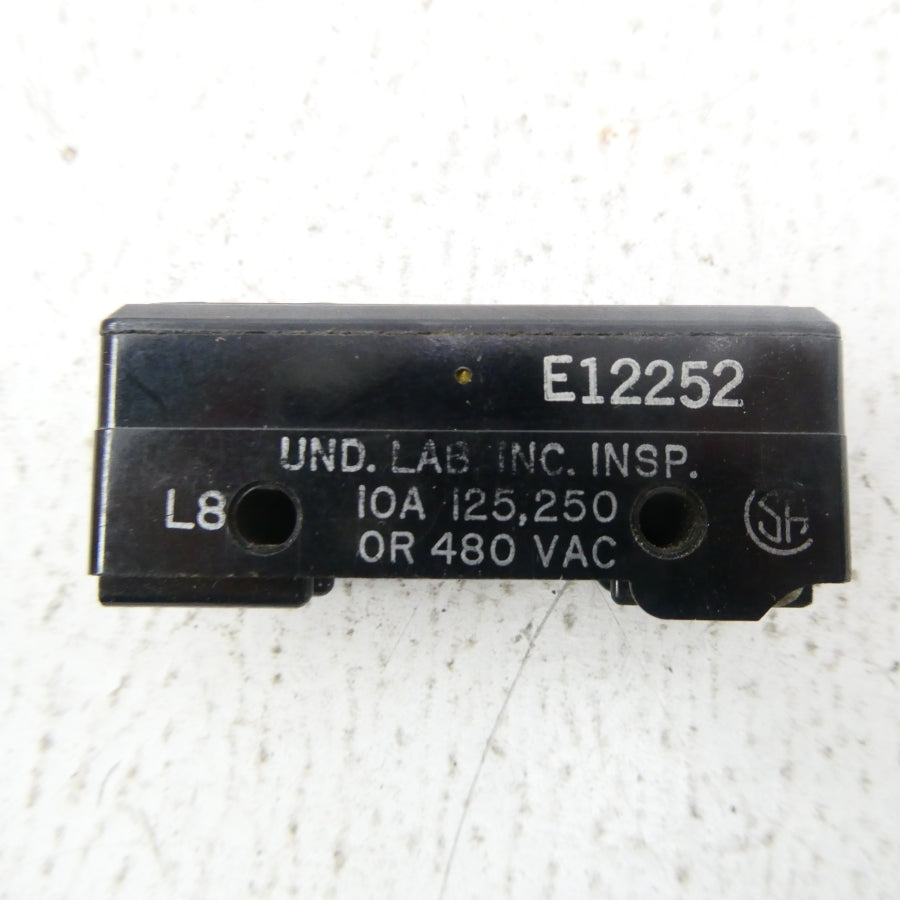 E12252
UND. LAB. INC. INSP.
L8
10A 125,250
OR 480 VAC